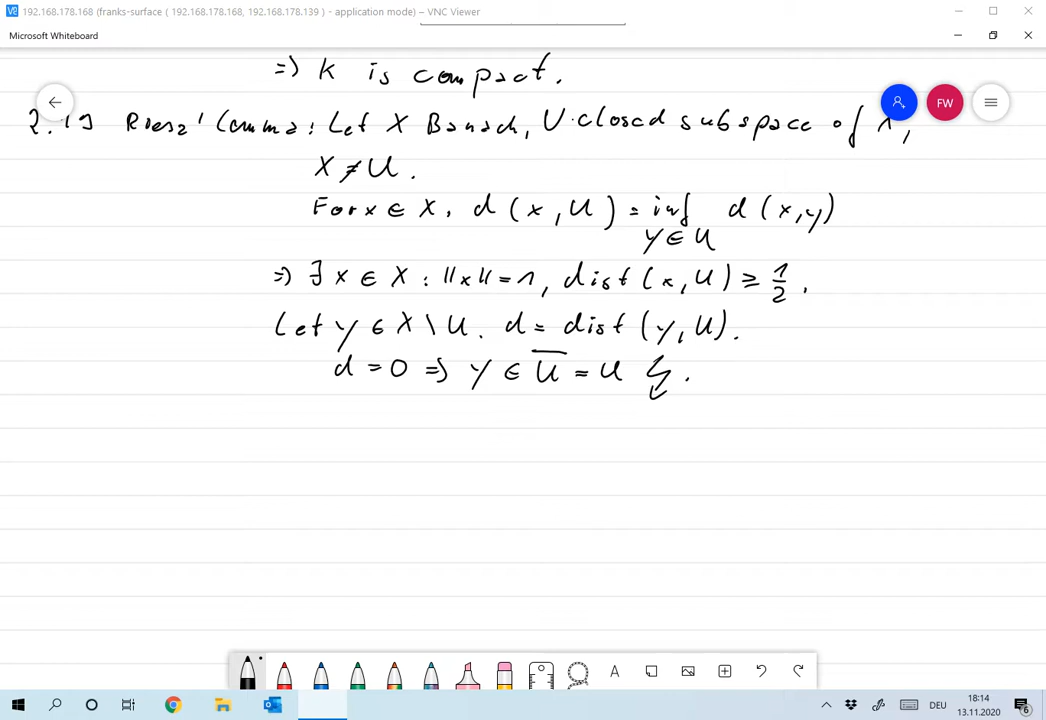 192.168.178.168 (franks-surface ( 192.168.178.168, 192.168.178.139 ) - application mode) – VNC Viewer
Microsoft Whiteboard
=> K is compact.
2.19 Riesz' Lemma: Let X Banach, U closed subspace of X,
X ≠ U.
For x ∈ X: d(x,U) = inf d(x,y)
y ∈ U
=> ∃ x ∈ X : ||x|| = 1, dist(x,U) ≥ 1/2.
Let y ∈ X \ U. d = dist(y,U).
d = 0 => y ∈ U̅ = U ↯.
FW
A
DEU
18:14
13.11.2020
6